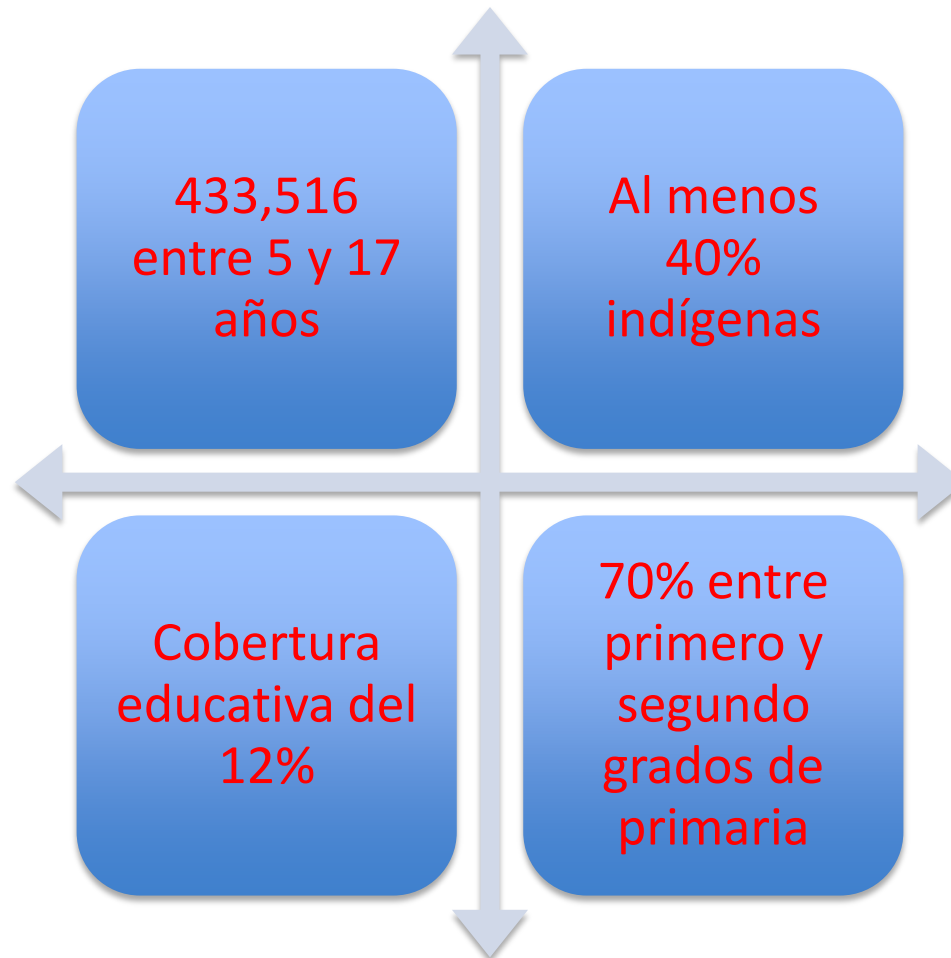 433,516
entre 5 y 17
años
Al menos
40%
indígenas
Cobertura
educativa del
12%
70% entre
primero y
segundo
grados de
primaria